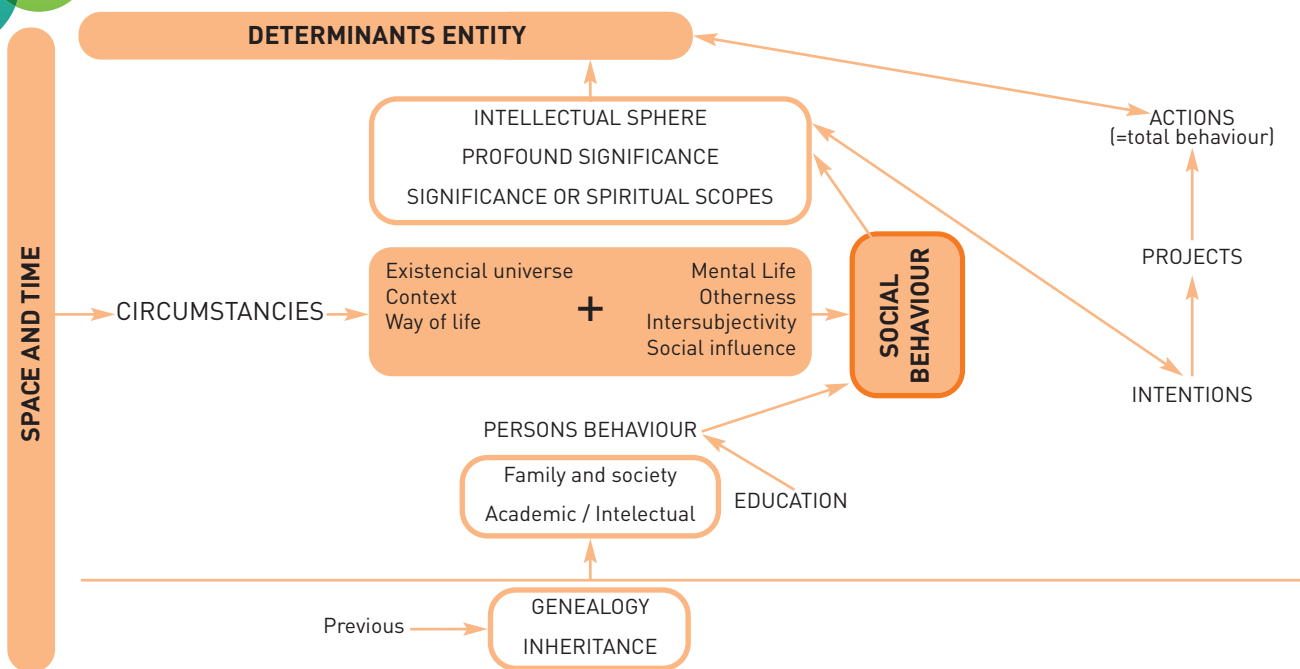 DETERMINANTS ENTITY
INTELLECTUAL SPHERE
PROFOUND SIGNIFICANCE
SIGNIFICANCE OR SPIRITUAL SCOPES
ACTIONS
(=total behaviour)
SPACE AND TIME
CIRCUMSTANCIES
Existencial universe
Context
Way of life
+
Mental Life
Otherness
Intersubjectivity
Social influence
SOCIAL
BEHAVIOUR
PROJECTS
INTENTIONS
PERSONS BEHAVIOUR
Family and society
Academic / Intelectual
EDUCATION
Previous
GENEALOGY
INHERITANCE